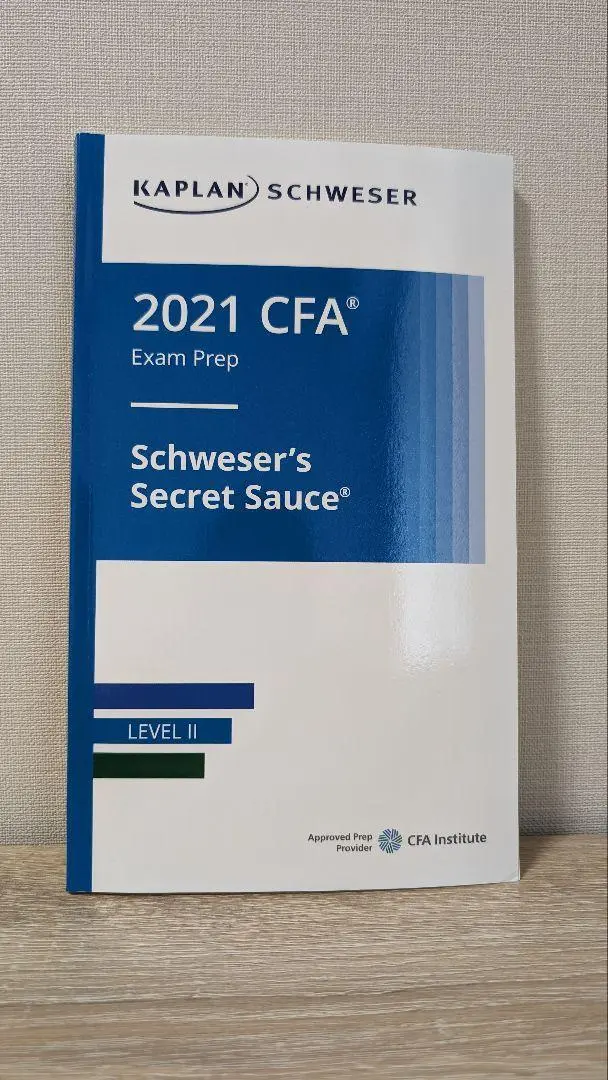 KAPLAN SCHWESER
2021 CFA®
Exam Prep
Schweser's
Secret Sauce®
LEVEL II
Approved Prep
Provider
CFA Institute